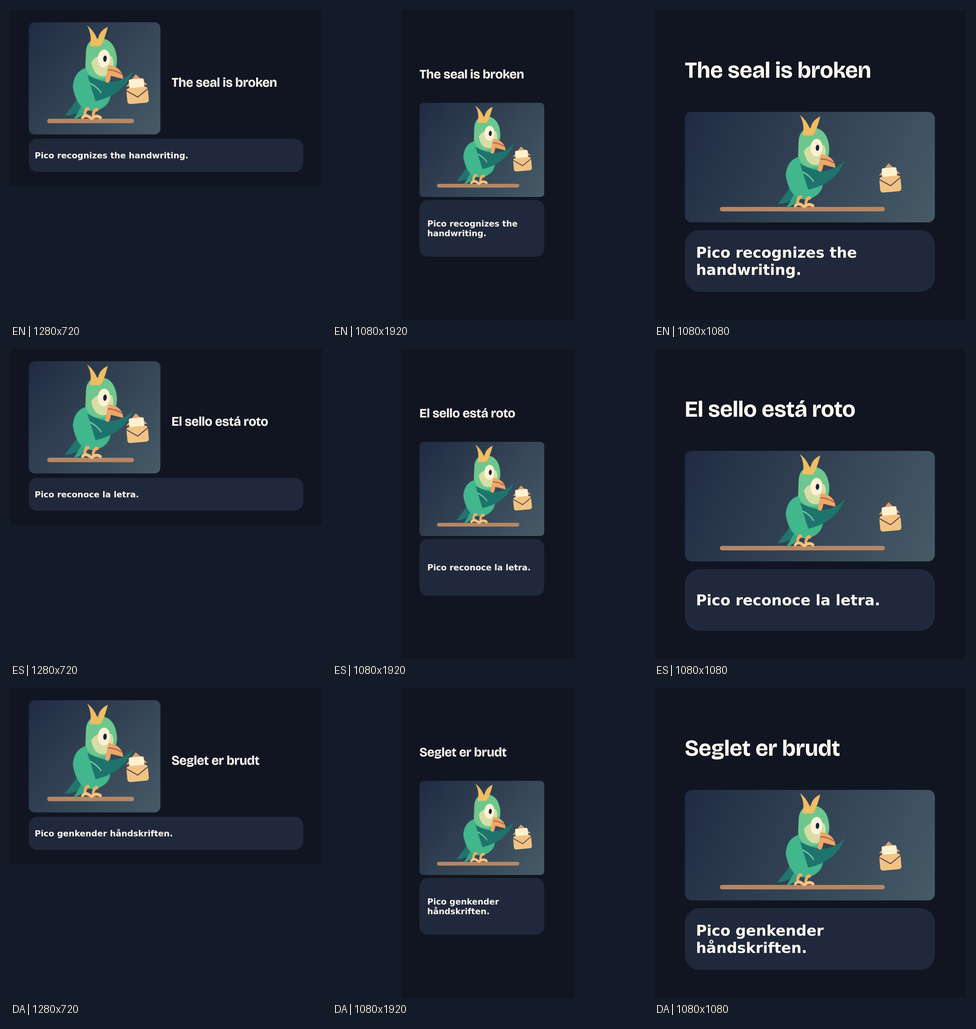 The seal is broken
Pico recognizes the handwriting.
EN | 1280x720
The seal is broken
Pico recognizes the
handwriting.
EN | 1080x1920
The seal is broken
Pico recognizes the
handwriting.
EN | 1080x1080
El sello está roto
Pico reconoce la letra.
ES | 1280x720
El sello está roto
Pico reconoce la letra.
ES | 1080x1920
El sello está roto
Pico reconoce la letra.
ES | 1080x1080
Seglet er brudt
Pico genkender håndskriften.
DA | 1280x720
Seglet er brudt
Pico genkender
håndskriften.
DA | 1080x1920
Seglet er brudt
Pico genkender
håndskriften.
DA | 1080x1080